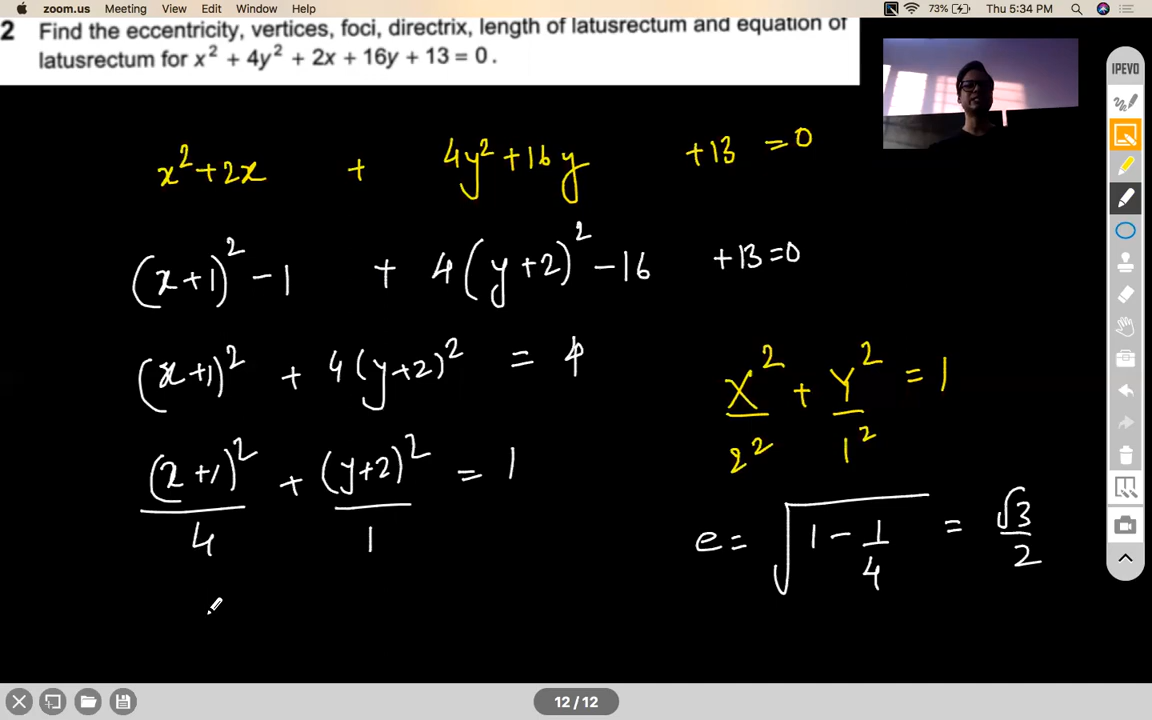 zoom.us Meeting View Edit Window Help 73% Thu 5:34 PM
2 Find the eccentricity, vertices, foci, directrix, length of latusrectum and equation of
latusrectum for x² + 4y² + 2x + 16y + 13 = 0.
IPEVO
x² + 2x + 4y² + 16y + 13 = 0
(x+1)² - 1 + 4(y+2)² - 16 + 13 = 0
(x+1)² + 4(y+2)² = 4
X²/2² + Y²/1² = 1
(x+1)²/4 + (y+2)²/1 = 1
e = √(1 - 1/4) = √3/2
12 / 12